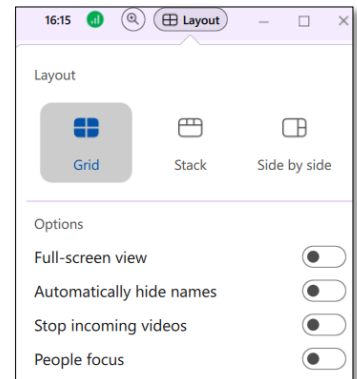 16:15 Layout
Layout
Grid Stack Side by side
Options
Full-screen view
Automatically hide names
Stop incoming videos
People focus